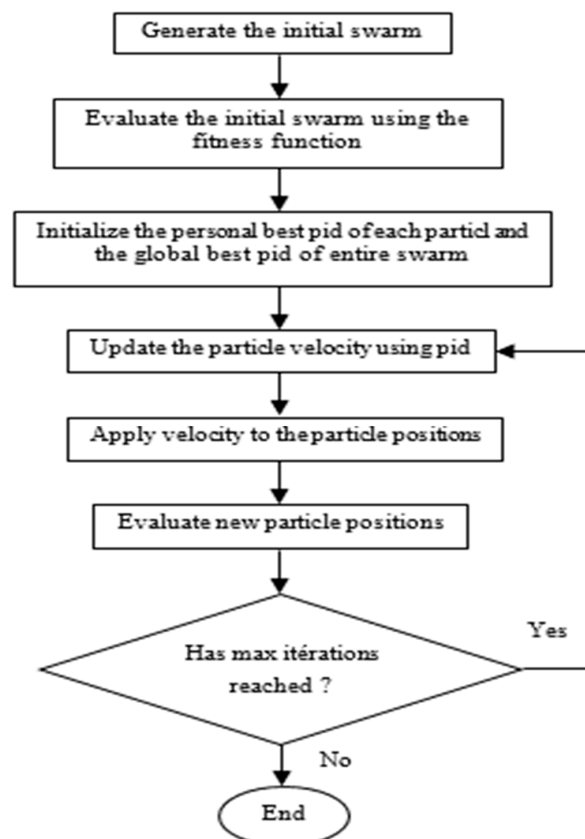 Generate the initial swarm
Evaluate the initial swarm using the
fitness function
Initialize the personal best pid of each particl and
the global best pid of entire swarm
Update the particle velocity using pid
Apply velocity to the particle positions
Evaluate new particle positions
Has max itérations
reached ?
Yes
No
End